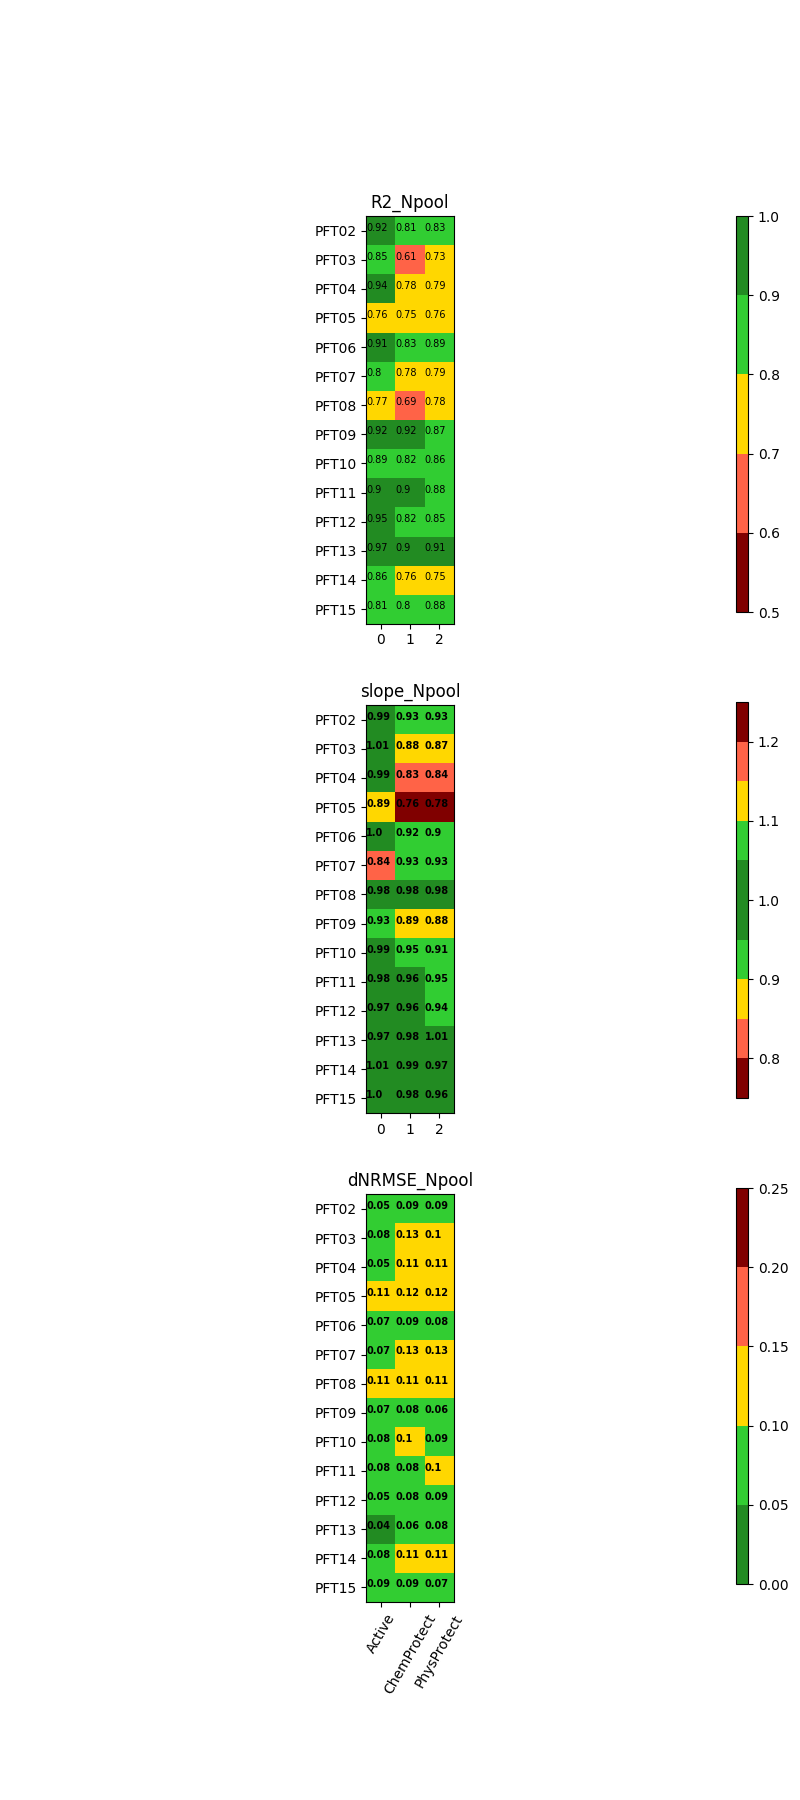 R2_Npool
PFT02 0.92 0.81 0.83
PFT03 0.85 0.61 0.73
PFT04 0.94 0.78 0.79
PFT05 0.76 0.75 0.76
PFT06 0.91 0.83 0.89
PFT07 0.8 0.78 0.79
PFT08 0.77 0.69 0.78
PFT09 0.92 0.92 0.87
PFT10 0.89 0.82 0.86
PFT11 0.9 0.9 0.88
PFT12 0.95 0.82 0.85
PFT13 0.97 0.9 0.91
PFT14 0.86 0.76 0.75
PFT15 0.81 0.8 0.88
0 1 2
1.0
0.9
0.8
0.7
0.6
0.5
slope_Npool
PFT02 0.99 0.93 0.93
PFT03 1.01 0.88 0.87
PFT04 0.99 0.83 0.84
PFT05 0.89 0.76 0.78
PFT06 1.0 0.92 0.9
PFT07 0.84 0.93 0.93
PFT08 0.98 0.98 0.98
PFT09 0.93 0.89 0.88
PFT10 0.99 0.95 0.91
PFT11 0.98 0.96 0.95
PFT12 0.97 0.96 0.94
PFT13 0.97 0.98 1.01
PFT14 1.01 0.99 0.97
PFT15 1.0 0.98 0.96
0 1 2
1.2
1.1
1.0
0.9
0.8
dNRMSE_Npool
PFT02 0.05 0.09 0.09
PFT03 0.08 0.13 0.1
PFT04 0.05 0.11 0.11
PFT05 0.11 0.12 0.12
PFT06 0.07 0.09 0.08
PFT07 0.07 0.13 0.13
PFT08 0.11 0.11 0.11
PFT09 0.07 0.08 0.06
PFT10 0.08 0.1 0.09
PFT11 0.08 0.08 0.1
PFT12 0.05 0.08 0.09
PFT13 0.04 0.06 0.08
PFT14 0.08 0.11 0.11
PFT15 0.09 0.09 0.07
Active
ChemProtect
PhysProtect
0.25
0.20
0.15
0.10
0.05
0.00